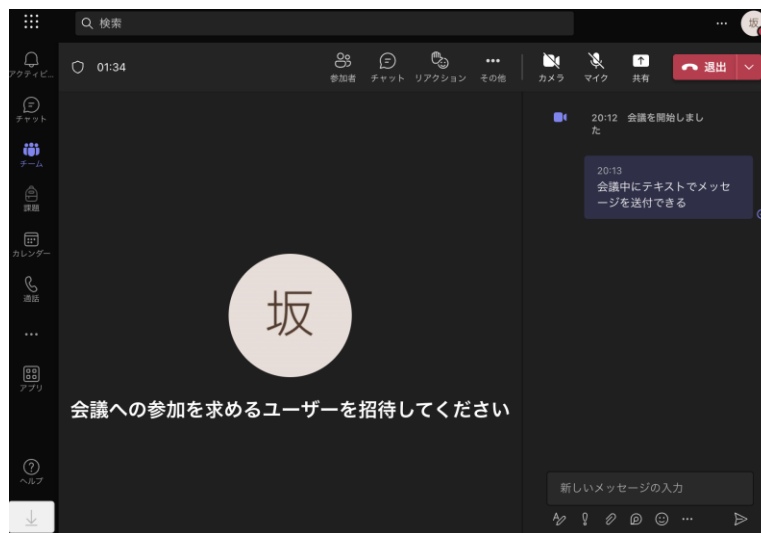 検索
坂
アクティビ...
チャット
チーム
課題
カレンダー
通話
アプリ
ヘルプ
01:34
参加者
チャット
リアクション
その他
カメラ
マイク
共有
退出
坂
会議への参加を求めるユーザーを招待してください
20:12 会議を開始しまし
た
20:13
会議中にテキストでメッセ
ージを送付できる
新しいメッセージの入力